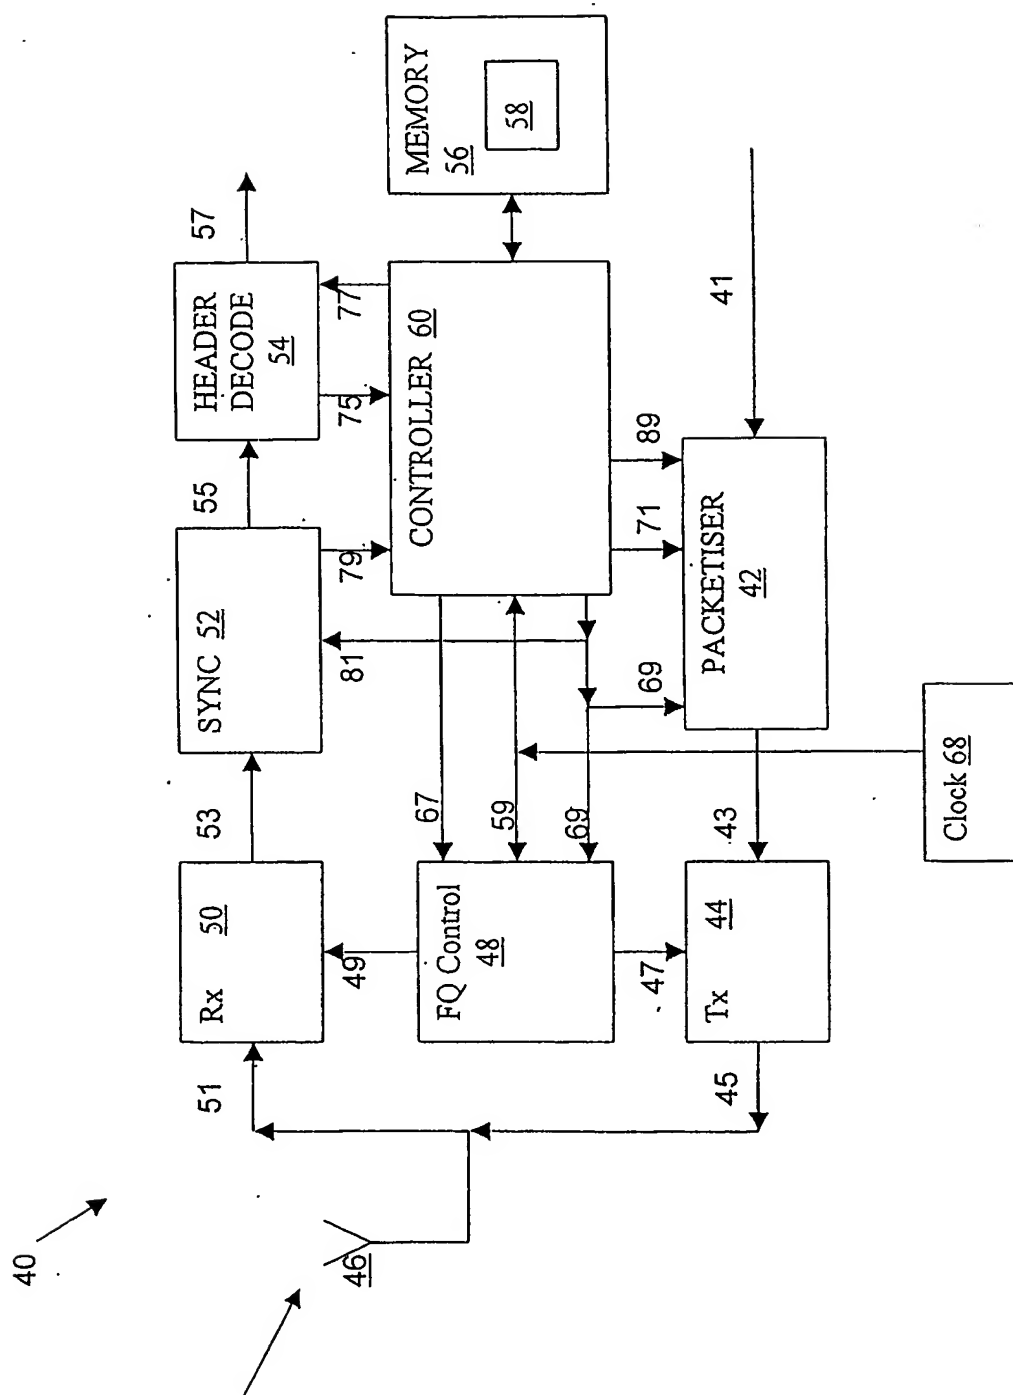 40
51
Rx 50
53
SYNC 52
55
HEADER
DECODE
54
57
46
49
81
79
75
77
FQ Control
48
67
59
69
CONTROLLER 60
MEMORY
56
58
47
69
71
89
45
Tx 44
43
PACKETISER
42
41
Clock 68